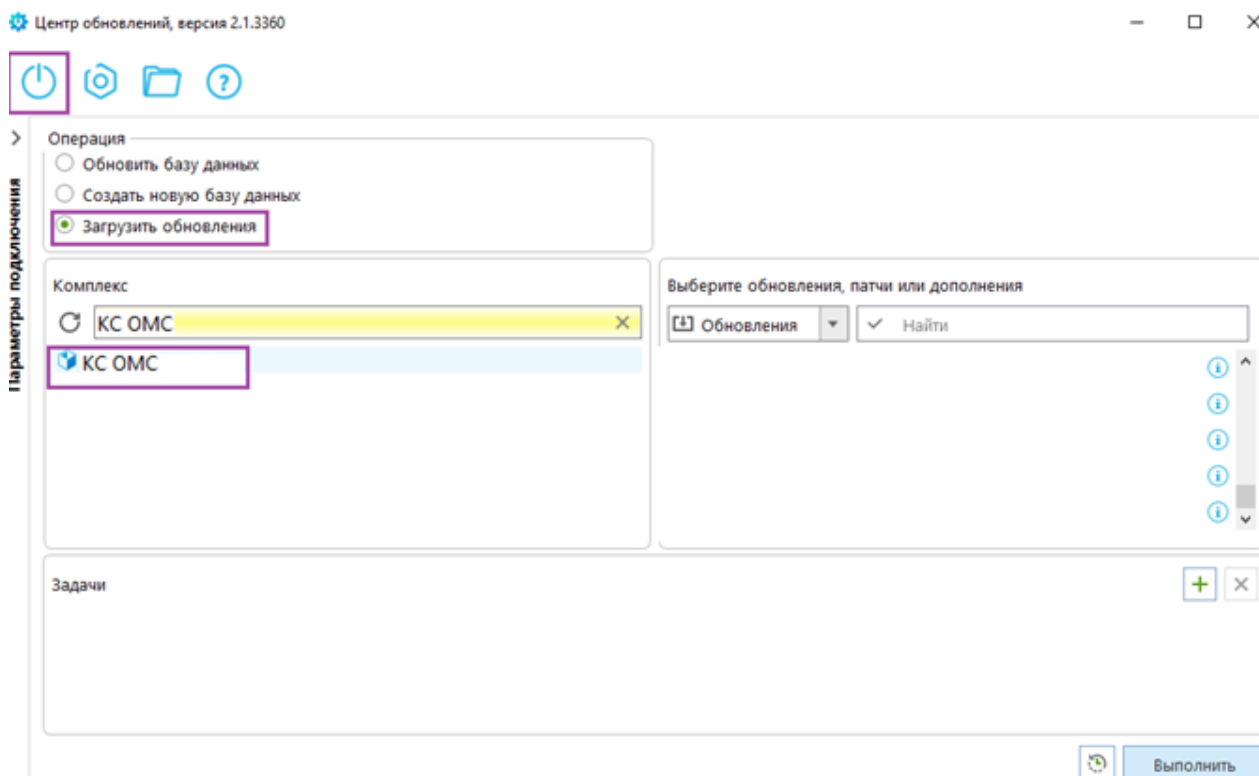 Центр обновлений, версия 2.1.3360
Операция
Обновить базу данных
Создать новую базу данных
Загрузить обновления
Параметры подключения
Комплекс
КС ОМС
КС ОМС
Выберите обновления, патчи или дополнения
Обновления
Найти
Задачи
Выполнить